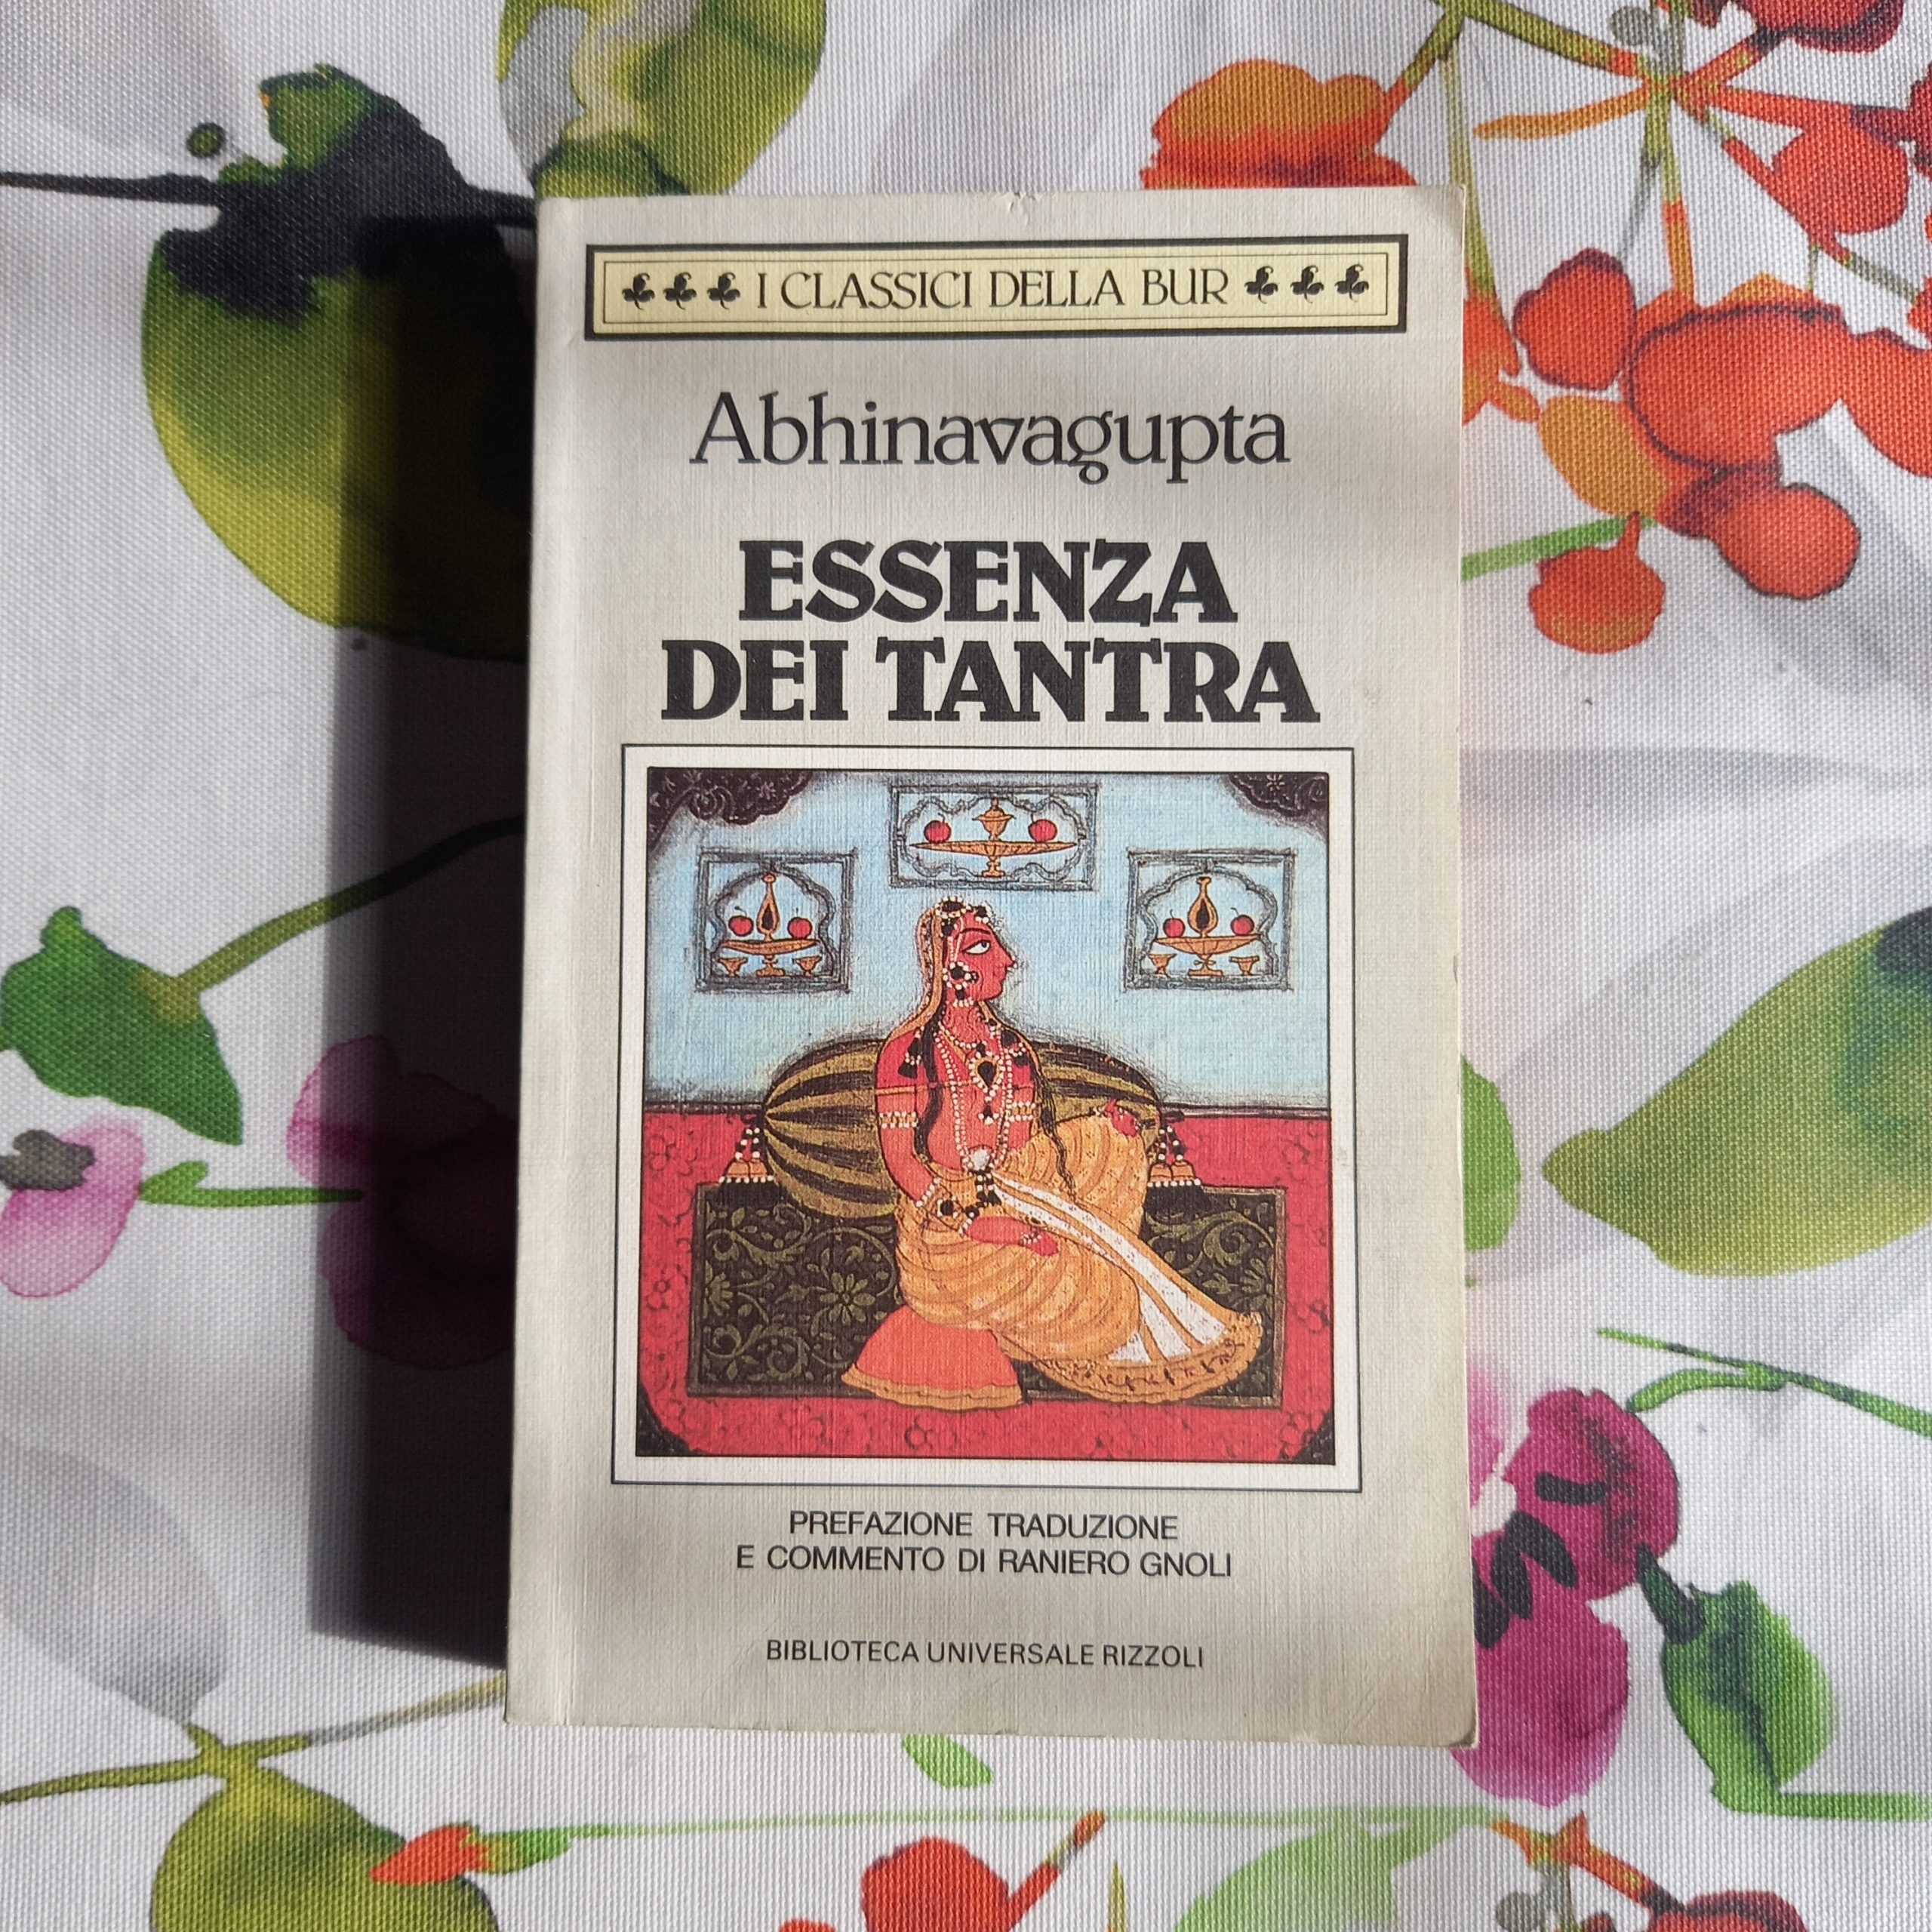 I CLASSICI DELLA BUR
Abhinavagupta
ESSENZA
DEI TANTRA
PREFAZIONE TRADUZIONE
E COMMENTO DI RANIERO GNOLI
BIBLIOTECA UNIVERSALE RIZZOLI